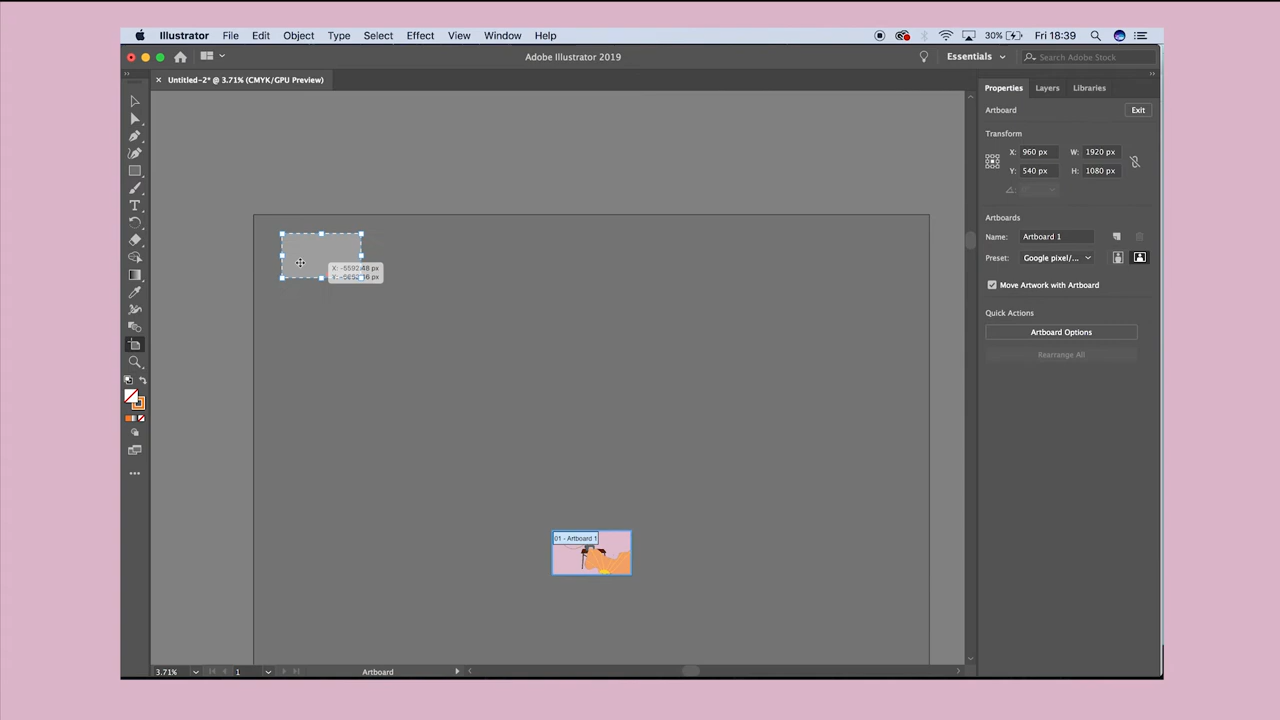 Illustrator File Edit Object Type Select Effect View Window Help 30% Fri 18:39
Adobe Illustrator 2019 Essentials Search Adobe Stock
Untitled-2* @ 3.71% (CMYK/GPU Preview)
Properties Layers Libraries
Artboard Exit
Transform
X: 960 px W: 1920 px
Y: 540 px H: 1080 px
Artboards
Name: Artboard 1
Preset: Google pixel/...
Move Artwork with Artboard
Quick Actions
Artboard Options
Rearrange All
01 - Artboard 1
3.71% 1 Artboard